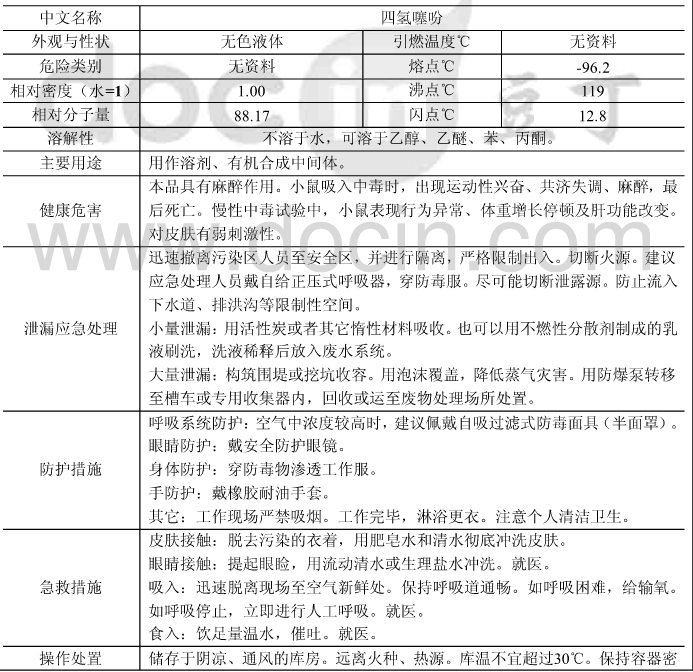 中文名称 四氢噻吩
外观与性状 无色液体 引燃温度℃ 无资料
危险类别 无资料 熔点℃ -96.2
相对密度（水=1） 1.00 沸点℃ 119
相对分子量 88.17 闪点℃ 12.8
溶解性 不溶于水，可溶于乙醇、乙醚、苯、丙酮。
主要用途 用作溶剂、有机合成中间体。
健康危害 本品具有麻醉作用。小鼠吸入中毒时，出现运动性兴奋、共济失调、麻醉，最
后死亡。慢性中毒试验中，小鼠表现行为异常、体重增长停顿及肝功能改变。
对皮肤有弱刺激性。
泄漏应急处理 迅速撤离污染区人员至安全区，并进行隔离，严格限制出入。切断火源。建议
应急处理人员戴自给正压式呼吸器，穿防毒服。尽可能切断泄露源。防止流入
下水道、排洪沟等限制性空间。
小量泄漏：用活性炭或者其它惰性材料吸收。也可以用不燃性分散剂制成的乳
液刷洗，洗液稀释后放入废水系统。
大量泄漏：构筑围堤或挖坑收容。用泡沫覆盖，降低蒸气灾害。用防爆泵转移
至槽车或专用收集器内，回收或运至废物处理场所处置。
防护措施 呼吸系统防护：空气中浓度较高时，建议佩戴自吸过滤式防毒面具（半面罩）。
眼睛防护：戴安全防护眼镜。
身体防护：穿防毒物渗透工作服。
手防护：戴橡胶耐油手套。
其它：工作现场严禁吸烟。工作完毕，淋浴更衣。注意个人清洁卫生。
急救措施 皮肤接触：脱去污染的衣着，用肥皂水和清水彻底冲洗皮肤。
眼睛接触：提起眼睑，用流动清水或生理盐水冲洗。就医。
吸入：迅速脱离现场至空气新鲜处。保持呼吸道通畅。如呼吸困难，给输氧。
如呼吸停止，立即进行人工呼吸。就医。
食入：饮足量温水，催吐。就医。
操作处置 储存于阴凉、通风的库房。远离火种、热源。库温不宜超过30℃。保持容器密
docin 豆丁
www.docin.com